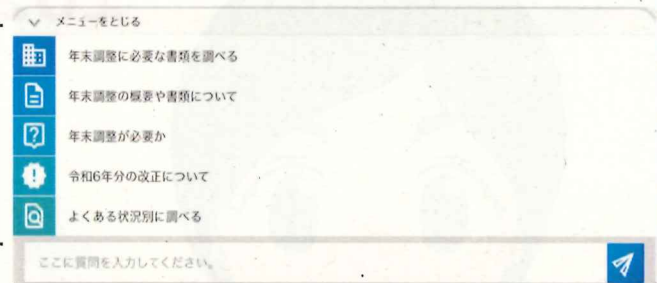 メニューをとじる
年末調整に必要な書類を調べる
年末調整の概要や書類について
年末調整が必要か
令和6年分の改正について
よくある状況別に調べる
ここに質問を入力してください。